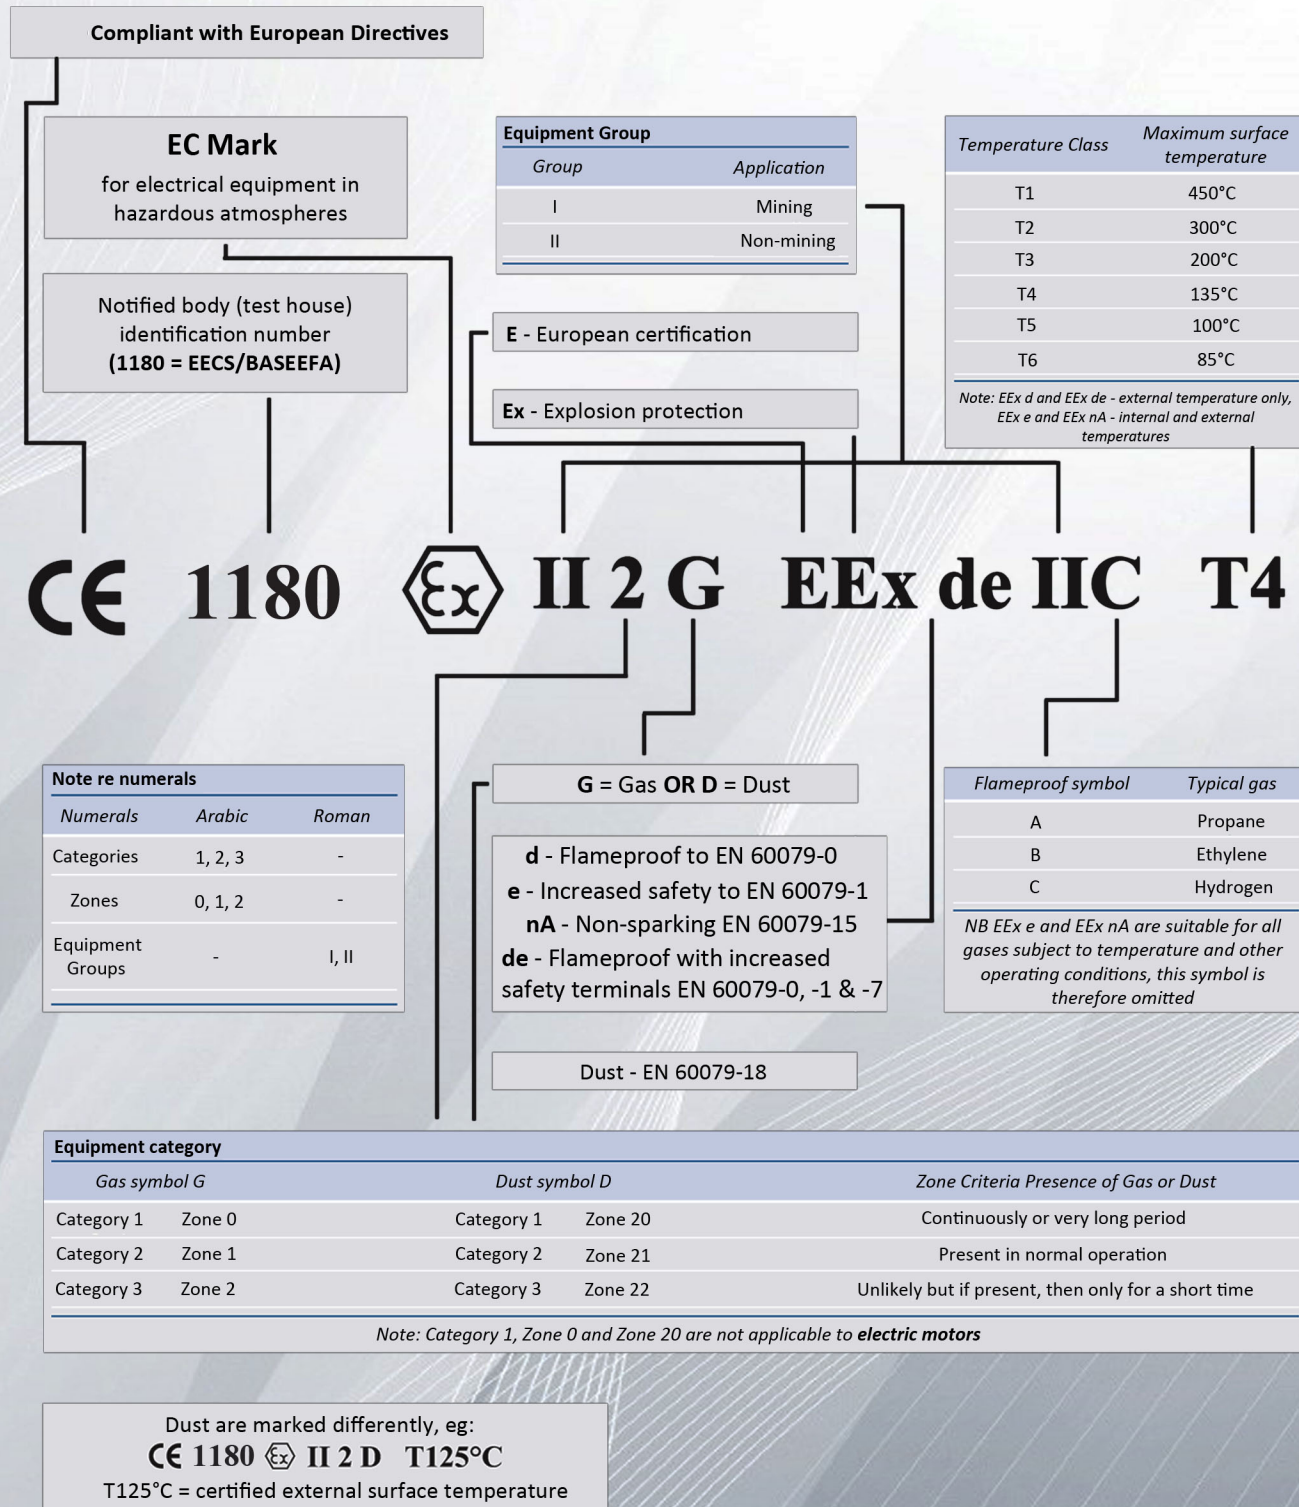 Compliant with European Directives
EC Mark
for electrical equipment in
hazardous atmospheres
Notified body (test house)
identification number
(1180 = EECS/BASEEFA)
Equipment Group
Group Application
I Mining
II Non-mining
E - European certification
Ex - Explosion protection
Temperature Class Maximum surface
temperature
T1 450°C
T2 300°C
T3 200°C
T4 135°C
T5 100°C
T6 85°C
Note: EEx d and EEx de - external temperature only,
EEx e and EEx nA - internal and external
temperatures
CE 1180 Ex II 2 G EEx de IIC T4
Note re numerals
Numerals Arabic Roman
Categories 1, 2, 3 -
Zones 0, 1, 2 -
Equipment
Groups - I, II
G = Gas OR D = Dust
d - Flameproof to EN 60079-0
e - Increased safety to EN 60079-1
nA - Non-sparking EN 60079-15
de - Flameproof with increased
safety terminals EN 60079-0, -1 & -7
Dust - EN 60079-18
Flameproof symbol Typical gas
A Propane
B Ethylene
C Hydrogen
NB EEx e and EEx nA are suitable for all
gases subject to temperature and other
operating conditions, this symbol is
therefore omitted
Equipment category
Gas symbol G Dust symbol D Zone Criteria Presence of Gas or Dust
Category 1 Zone 0 Category 1 Zone 20 Continuously or very long period
Category 2 Zone 1 Category 2 Zone 21 Present in normal operation
Category 3 Zone 2 Category 3 Zone 22 Unlikely but if present, then only for a short time
Note: Category 1, Zone 0 and Zone 20 are not applicable to electric motors
Dust are marked differently, eg:
CE 1180 Ex II 2 D T125°C
T125°C = certified external surface temperature